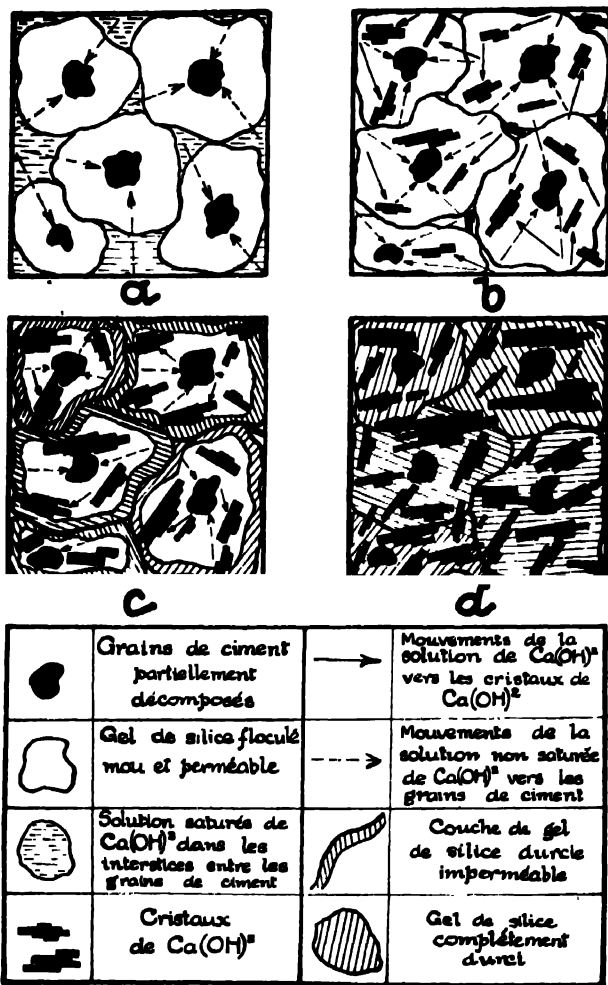 a
b
c
d
Grains de ciment
partiellement
décomposés
Mouvements de la
solution de Ca(OH)²
vers les cristaux de
Ca(OH)²
Gel de silice floculé
mou et perméable
Mouvements de la
solution non saturée
de Ca(OH)² vers les
grains de ciment
Solution saturés de
Ca(OH)² dans les
interstices entre les
grains de ciment
Couche de gel
de silice durcie
imperméable
Cristaux
de Ca(OH)²
Gel de silice
complétement
durci